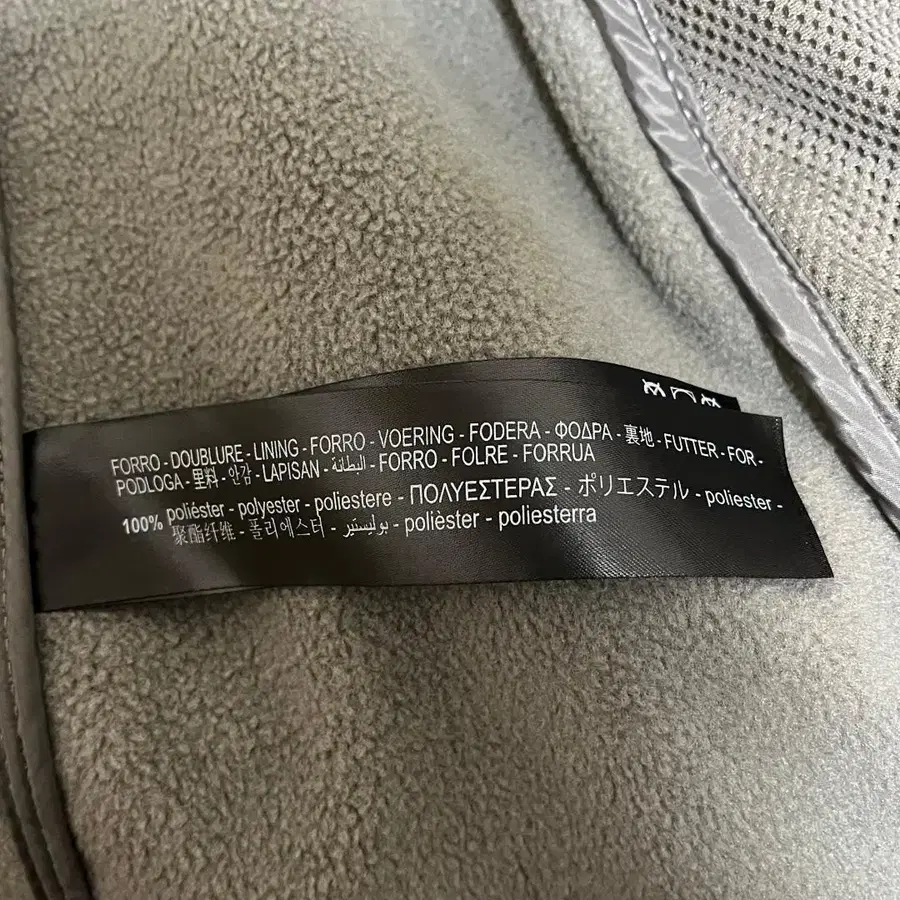 FORRO - DOUBLURE - LINING - FORRO - VOERING - FODERA - ΦΟΔΡΑ - 裏地 - FUTTER - FOR -
PODLOGA - 里料 - 안감 - LAPISAN - البطانة - FORRO - FOLRE - FORRUA
100% poliéster - polyester - poliestere - ΠΟΛΥΕΣΤΕΡΑΣ - ポリエステル - poliester -
聚酯纤维 - 폴리에스터 - بوليستير - polièster - poliesterra